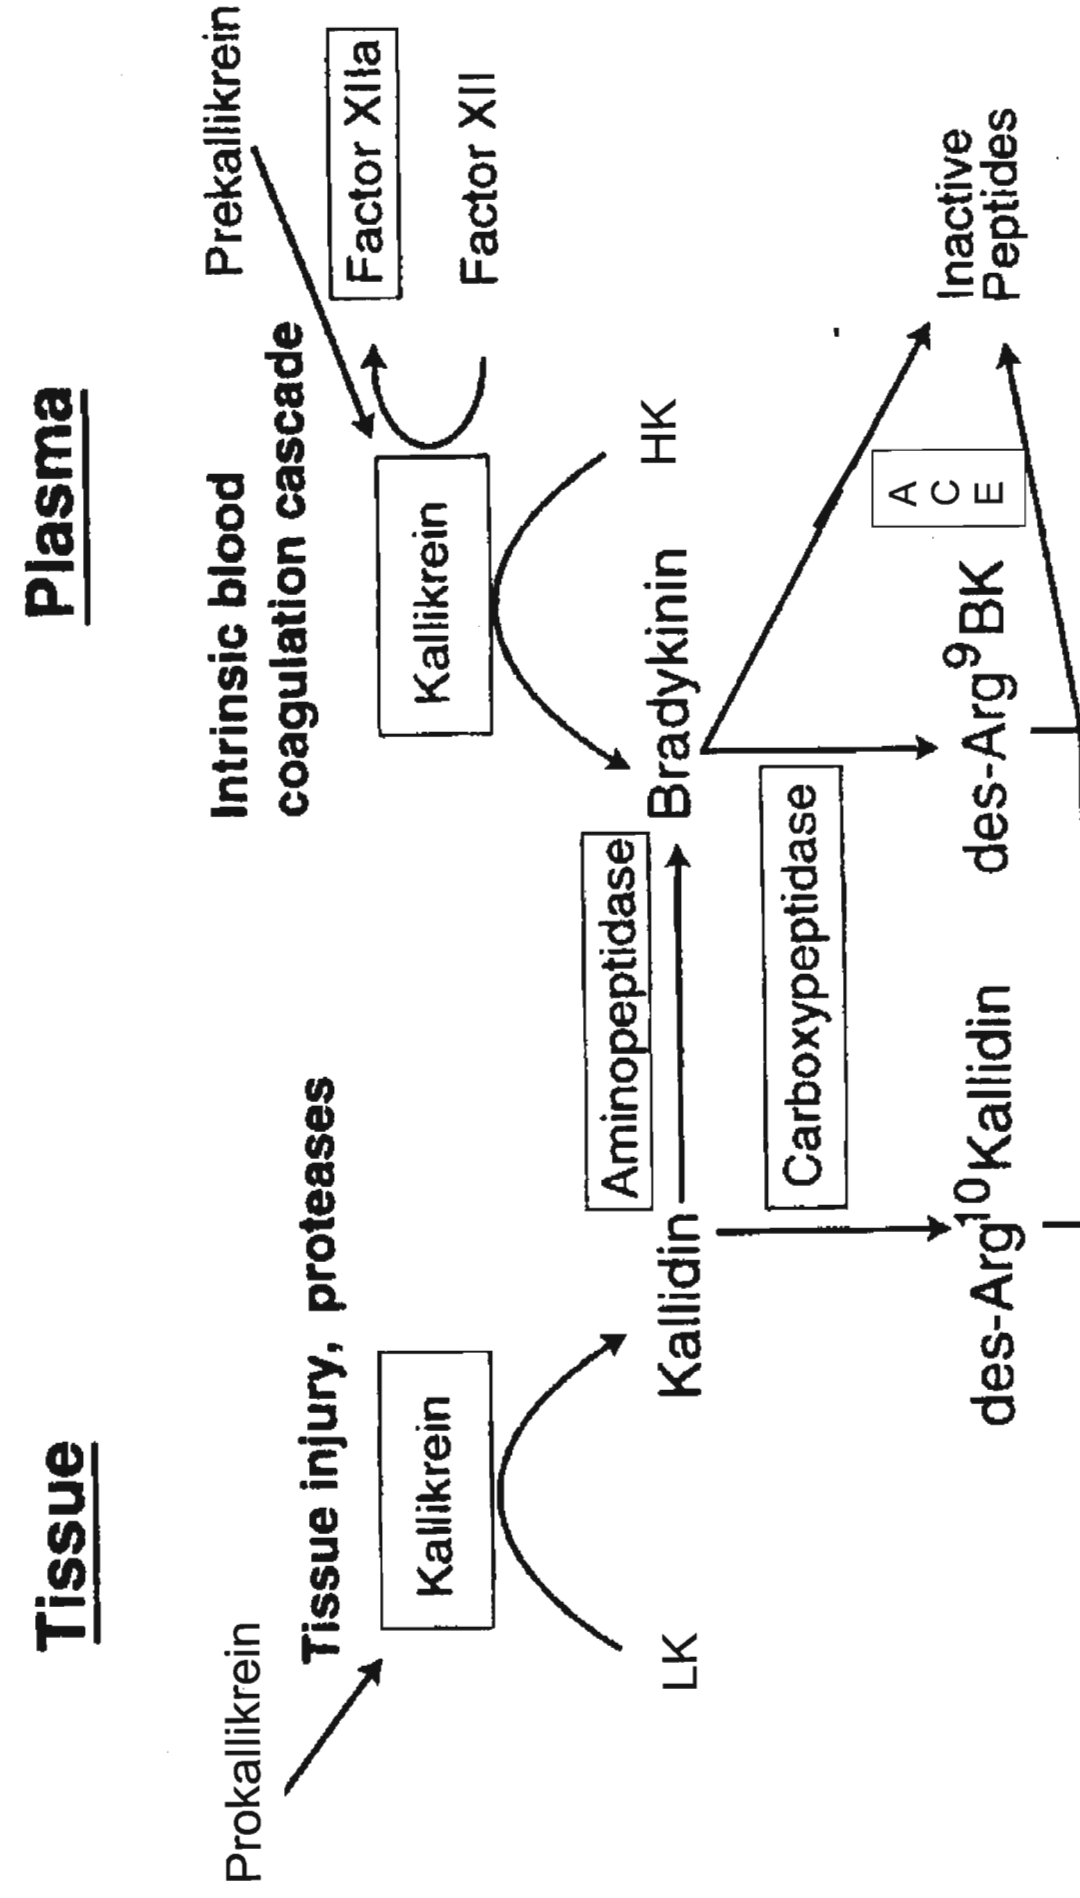 Tissue
Plasma
Prokallikrein
Tissue injury, proteases
Intrinsic blood
coagulation cascade
Prekallikrein
Factor XIIa
Factor XII
Kallikrein
Kallikrein
LK
HK
Aminopeptidase
Kallidin
Bradykinin
Carboxypeptidase
A
C
E
des-Arg10Kallidin
des-Arg9BK
Inactive
Peptides